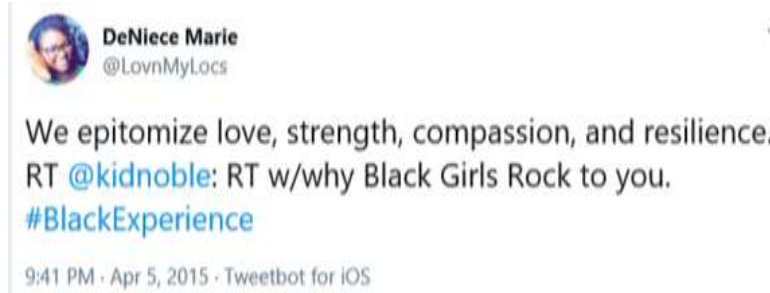 DeNiece Marie
@LovnMyLocs
We epitomize love, strength, compassion, and resilience.
RT @kidnoble: RT w/why Black Girls Rock to you.
#BlackExperience
9:41 PM · Apr 5, 2015 · Tweetbot for iOS